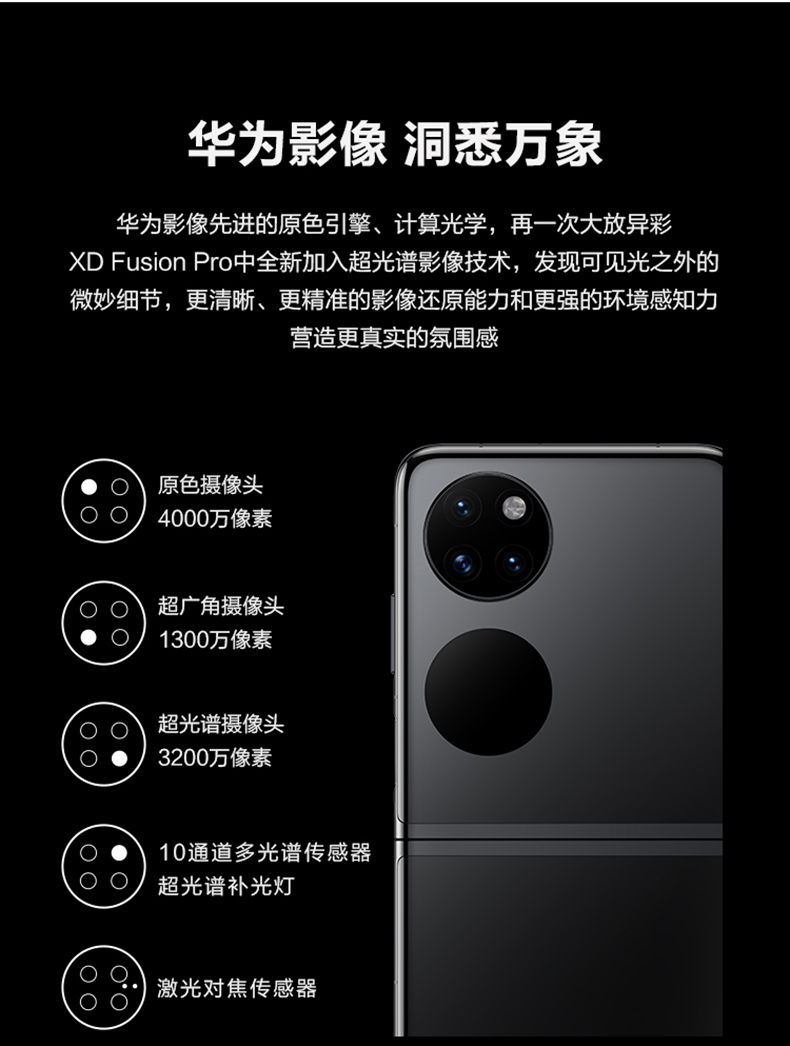 华为影像 洞悉万象
华为影像先进的原色引擎、计算光学，再一次大放异彩
XD Fusion Pro中全新加入超光谱影像技术，发现可见光之外的
微妙细节，更清晰、更精准的影像还原能力和更强的环境感知力
营造更真实的氛围感
原色摄像头
4000万像素
超广角摄像头
1300万像素
超光谱摄像头
3200万像素
10通道多光谱传感器
超光谱补光灯
激光对焦传感器